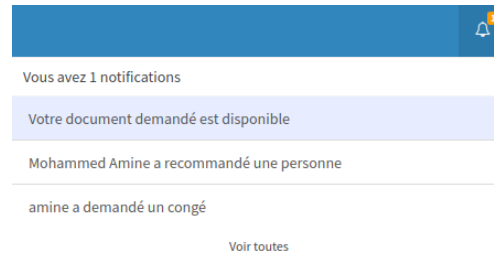 Vous avez 1 notifications
Votre document demandé est disponible
Mohammed Amine a recommandé une personne
amine a demandé un congé
Voir toutes